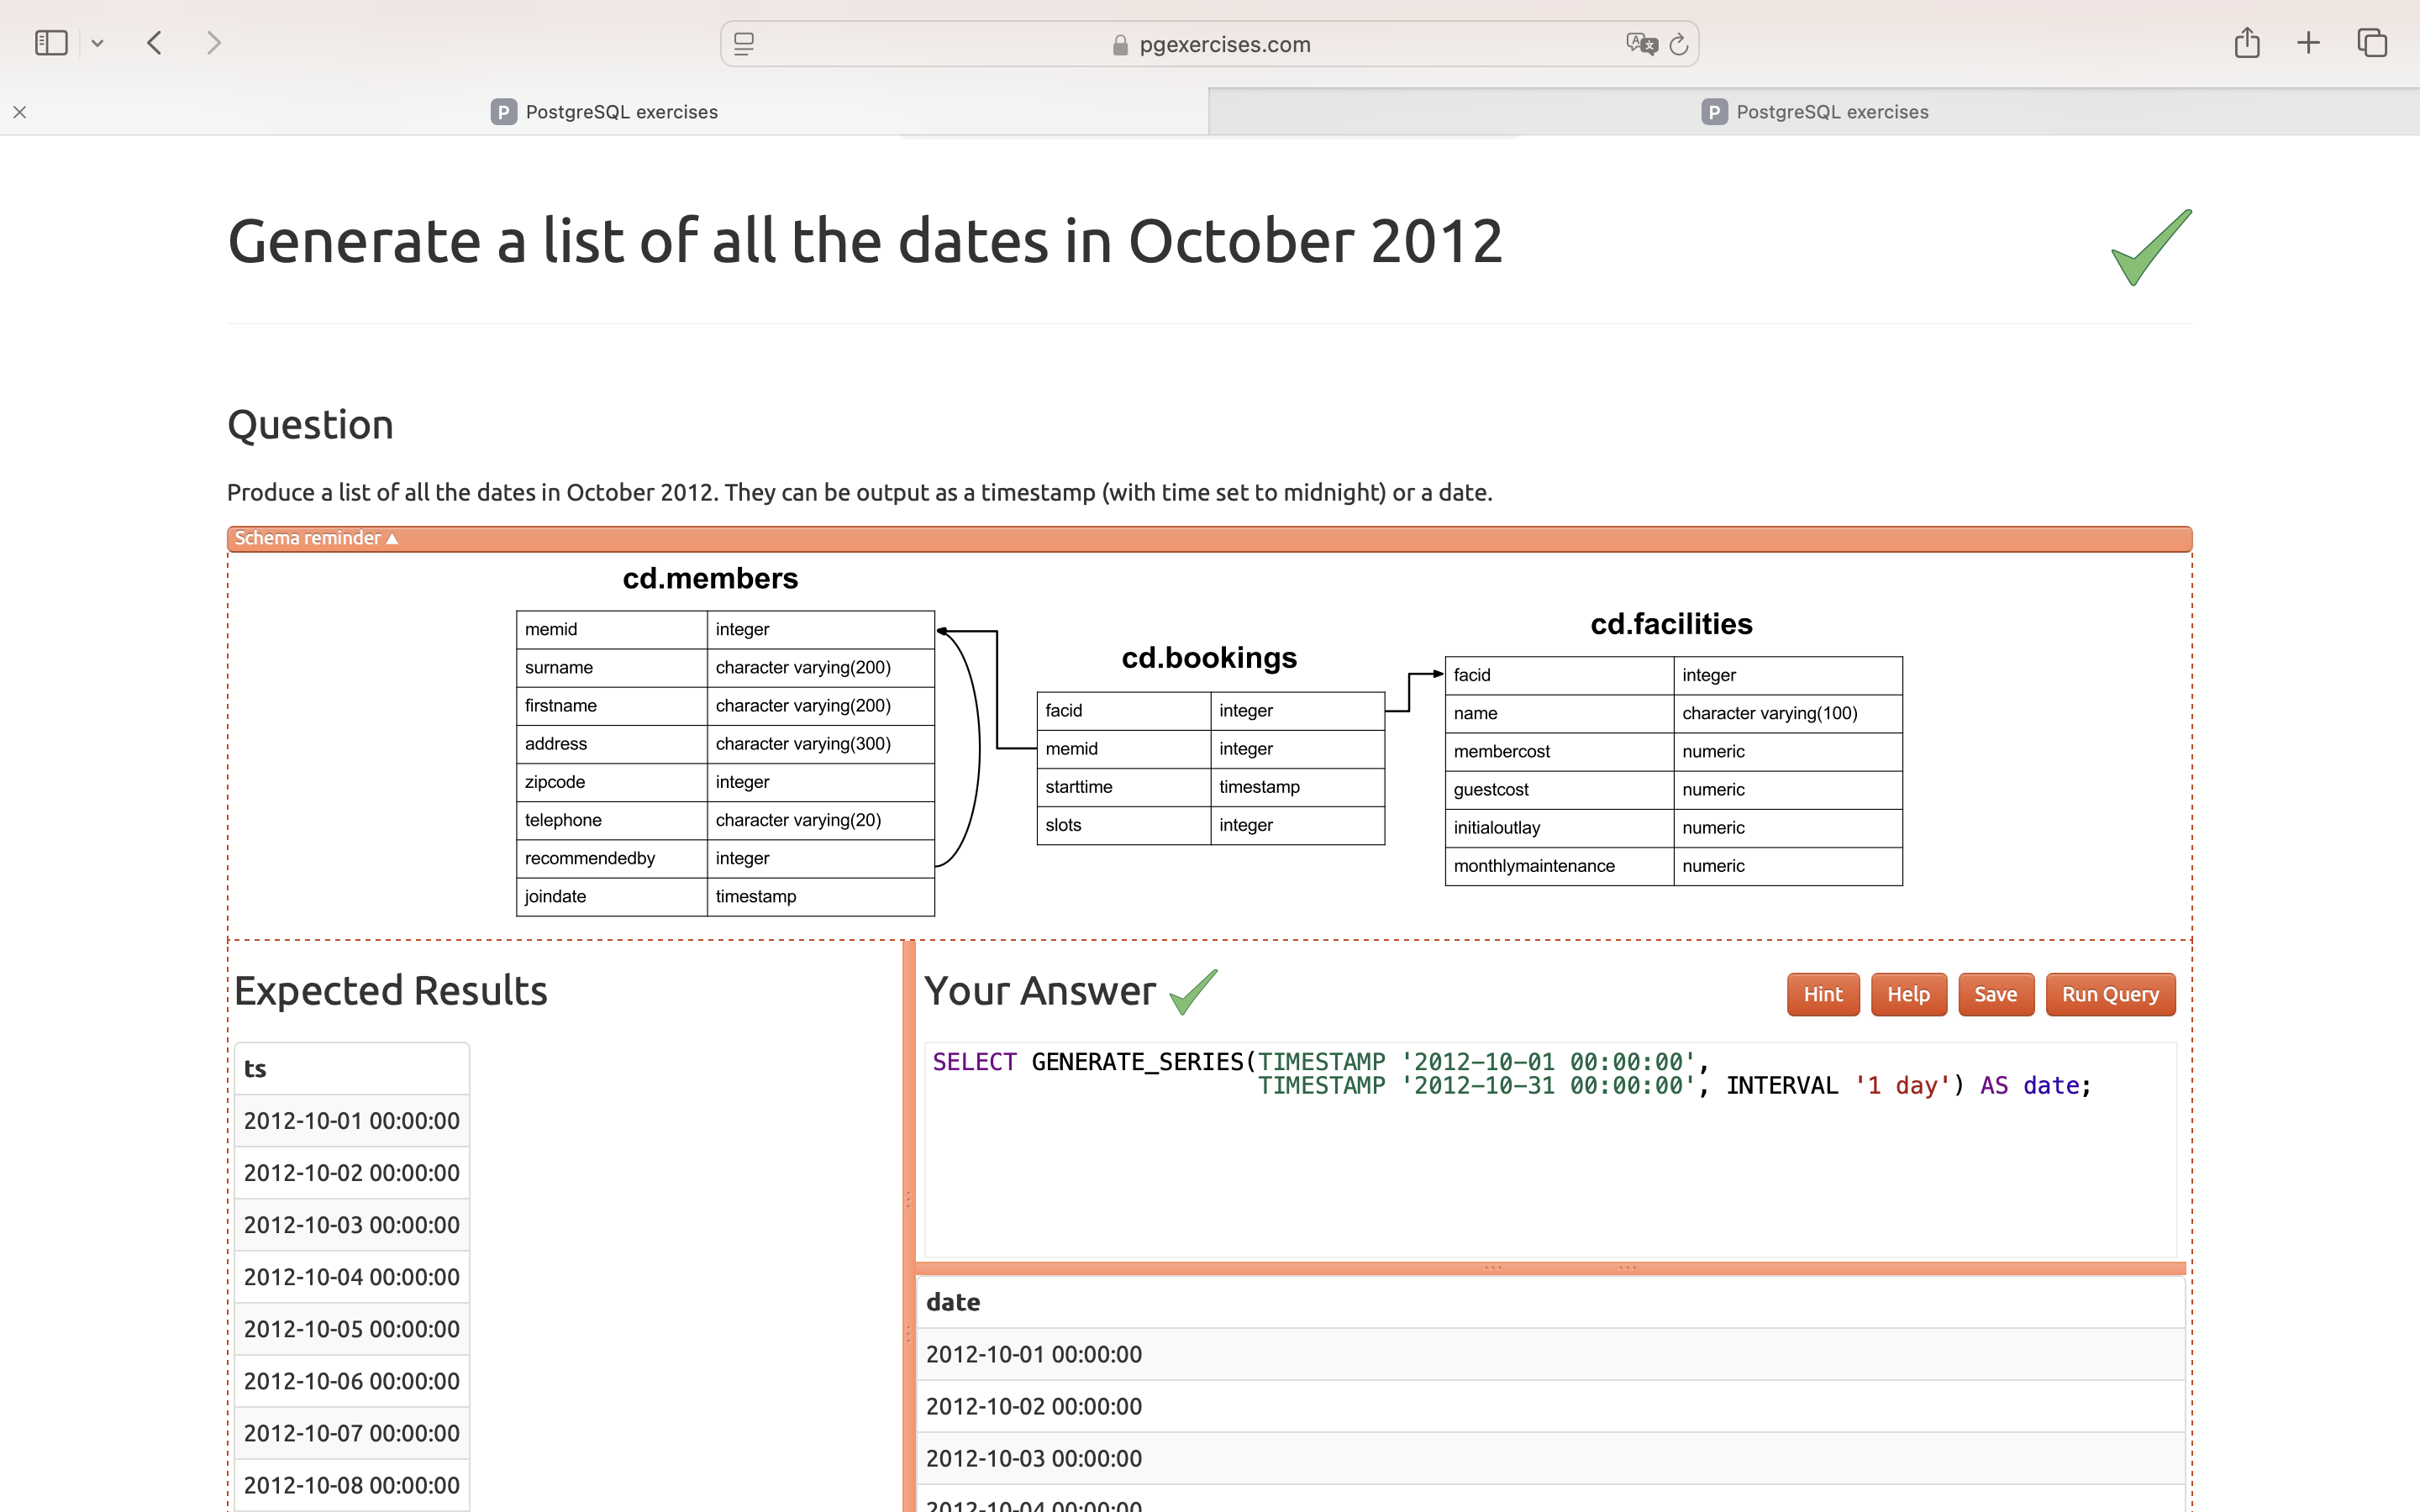 pgexercises.com
P PostgreSQL exercises
P PostgreSQL exercises
Generate a list of all the dates in October 2012
Question
Produce a list of all the dates in October 2012. They can be output as a timestamp (with time set to midnight) or a date.
Schema reminder ▲
cd.members
memid integer
surname character varying(200)
firstname character varying(200)
address character varying(300)
zipcode integer
telephone character varying(20)
recommendedby integer
joindate timestamp
cd.bookings
facid integer
memid integer
starttime timestamp
slots integer
cd.facilities
facid integer
name character varying(100)
membercost numeric
guestcost numeric
initialoutlay numeric
monthlymaintenance numeric
Expected Results
ts
2012-10-01 00:00:00
2012-10-02 00:00:00
2012-10-03 00:00:00
2012-10-04 00:00:00
2012-10-05 00:00:00
2012-10-06 00:00:00
2012-10-07 00:00:00
2012-10-08 00:00:00
Your Answer
Hint Help Save Run Query
SELECT GENERATE_SERIES(TIMESTAMP '2012-10-01 00:00:00',
TIMESTAMP '2012-10-31 00:00:00', INTERVAL '1 day') AS date;
date
2012-10-01 00:00:00
2012-10-02 00:00:00
2012-10-03 00:00:00
2012-10-04 00:00:00